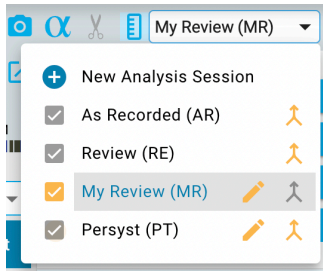 α
My Review (MR)
New Analysis Session
As Recorded (AR)
Review (RE)
My Review (MR)
Persyst (PT)